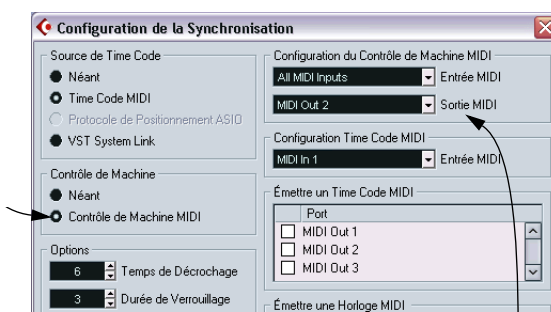 Configuration de la Synchronisation
Source de Time Code
Néant
Time Code MIDI
Protocole de Positionnement ASIO
VST System Link
Contrôle de Machine
Néant
Contrôle de Machine MIDI
Options
6 Temps de Décrochage
3 Durée de Verrouillage
Configuration du Contrôle de Machine MIDI
All MIDI Inputs Entrée MIDI
MIDI Out 2 Sortie MIDI
Configuration Time Code MIDI
MIDI In 1 Entrée MIDI
Émettre un Time Code MIDI
Port
MIDI Out 1
MIDI Out 2
MIDI Out 3
Émettre une Horloge MIDI